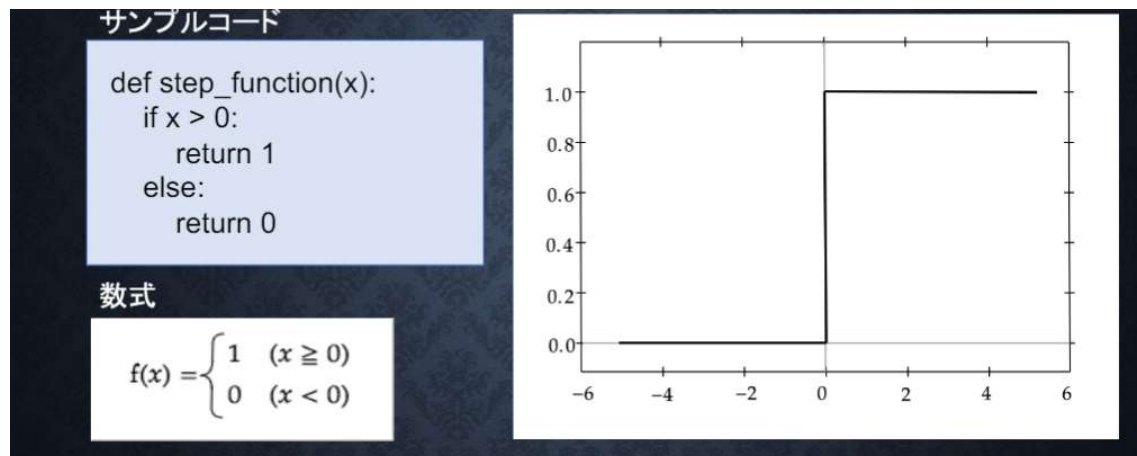 サンプルコード
def step_function(x):
if x > 0:
return 1
else:
return 0
数式
f(x) = { 1 (x ≧ 0)
0 (x < 0)
1.0
0.8
0.6
0.4
0.2
0.0
−6 −4 −2 0 2 4 6